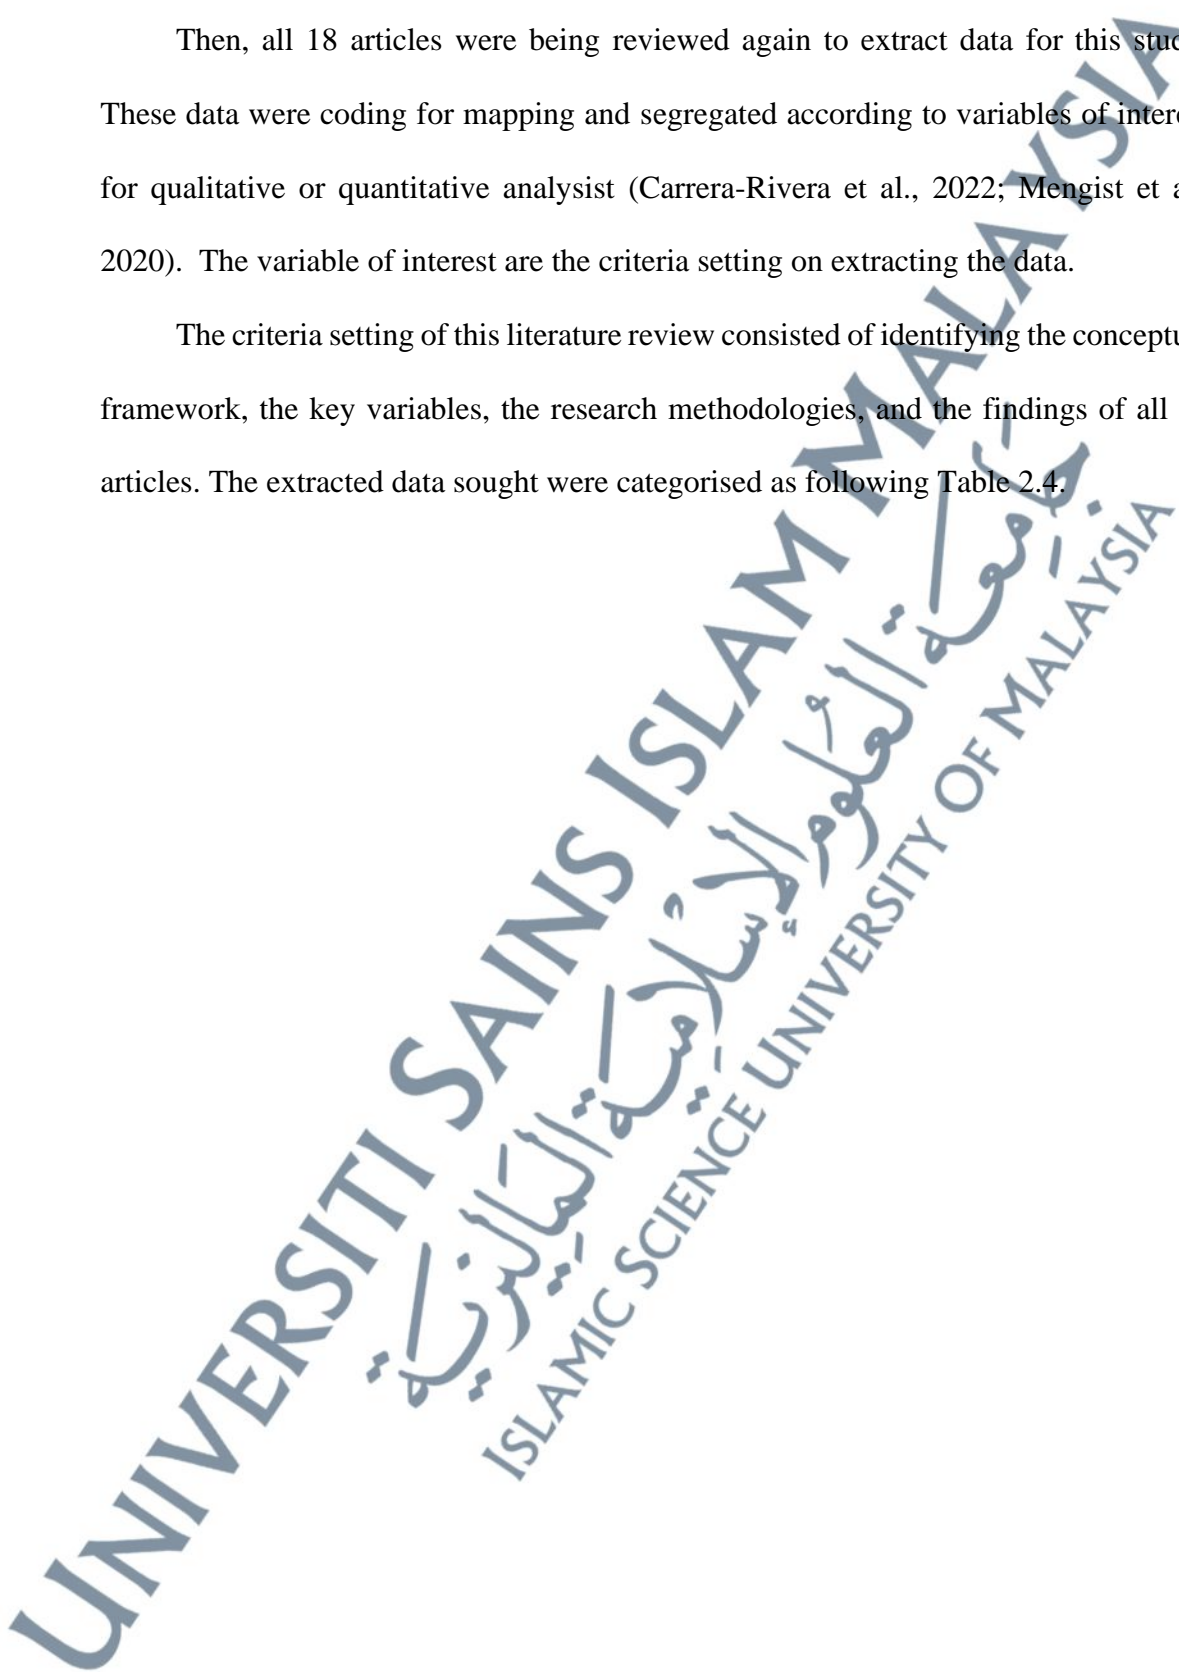 Then, all 18 articles were being reviewed again to extract data for this stud
These data were coding for mapping and segregated according to variables of intere
for qualitative or quantitative analysist (Carrera-Rivera et al., 2022; Mengist et a
2020). The variable of interest are the criteria setting on extracting the data.
The criteria setting of this literature review consisted of identifying the conceptu
framework, the key variables, the research methodologies, and the findings of all
articles. The extracted data sought were categorised as following Table 2.4.
UNIVERSITI SAINS ISLAM MALAYSIA
جامعة العلوم الإسلامية الماليزية
ISLAMIC SCIENCE UNIVERSITY OF MALAYSIA